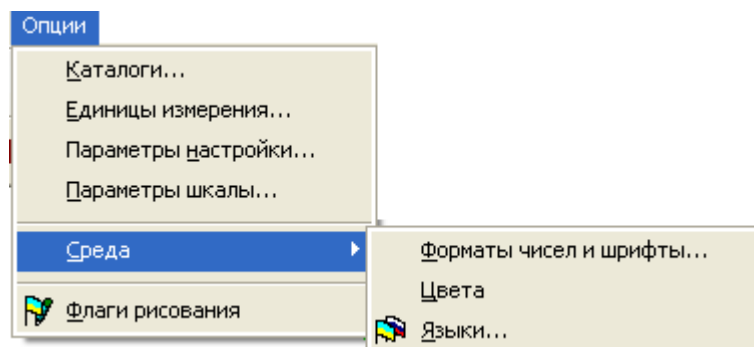 Опции
Каталоги...
Единицы измерения...
Параметры настройки...
Параметры шкалы...
Среда
Флаги рисования
Форматы чисел и шрифты...
Цвета
Языки...